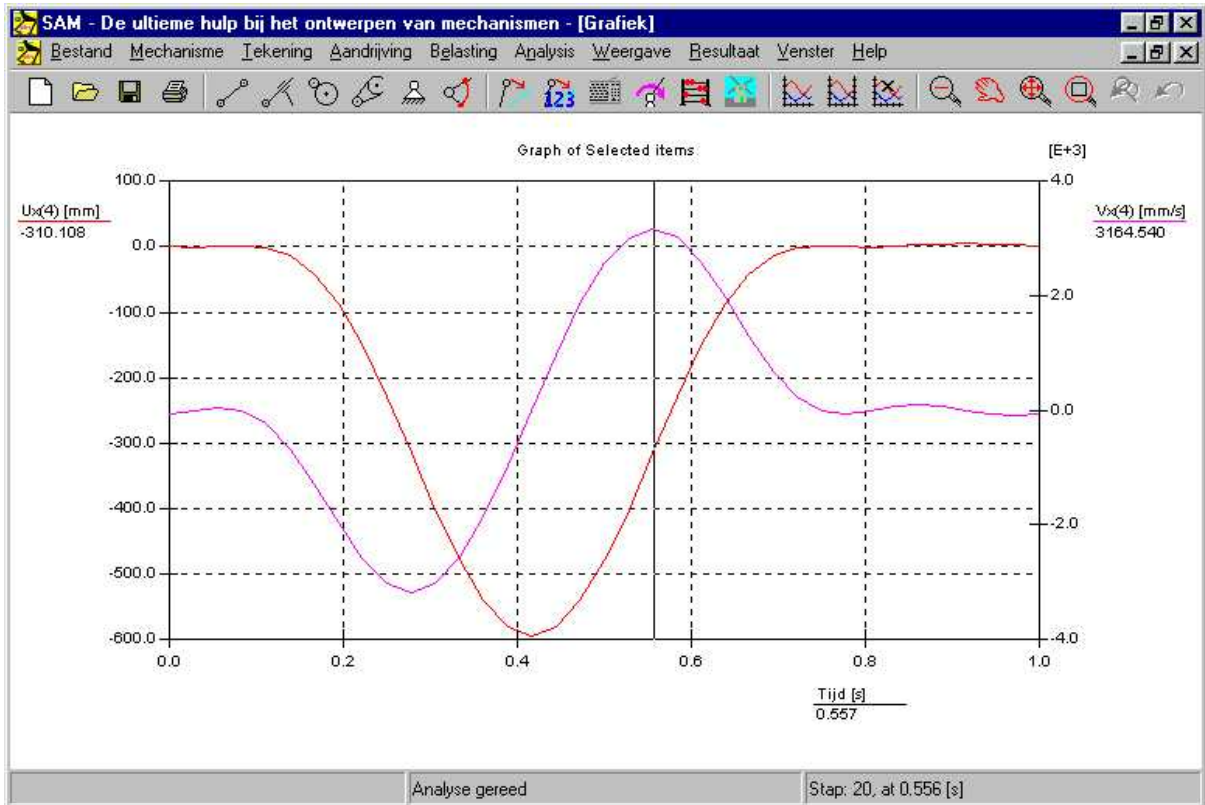 SAM - De ultieme hulp bij het ontwerpen van mechanismen - [Grafiek]
Bestand Mechanisme Tekening Aandrijving Belasting Analysis Weergave Resultaat Venster Help
123
Graph of Selected items
[E+3]
100.0
4.0
Ux(4) [mm]
-310.108
Vx(4) [mm/s]
3164.540
0.0
-100.0
2.0
-200.0
0.0
-300.0
-400.0
-2.0
-500.0
-600.0
-4.0
0.0 0.2 0.4 0.6 0.8 1.0
Tijd [s]
0.557
Analyse gereed
Stap: 20, at 0.556 [s]